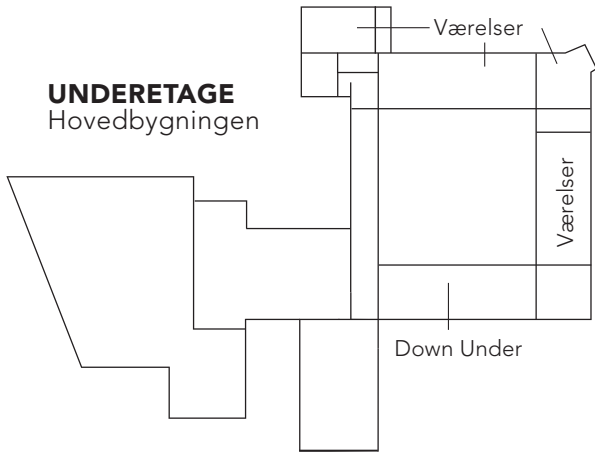 Værelser
UNDERETAGE
Hovedbygningen
Værelser
Down Under